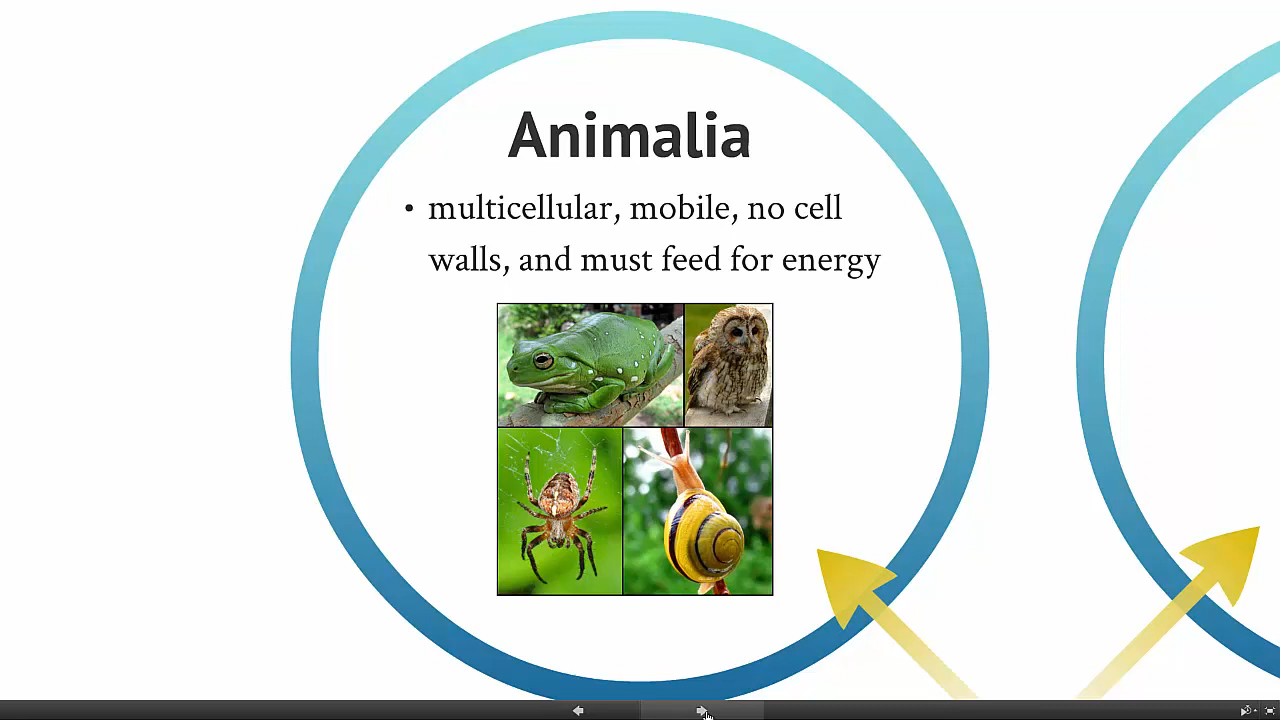 Animalia
• multicellular, mobile, no cell
walls, and must feed for energy